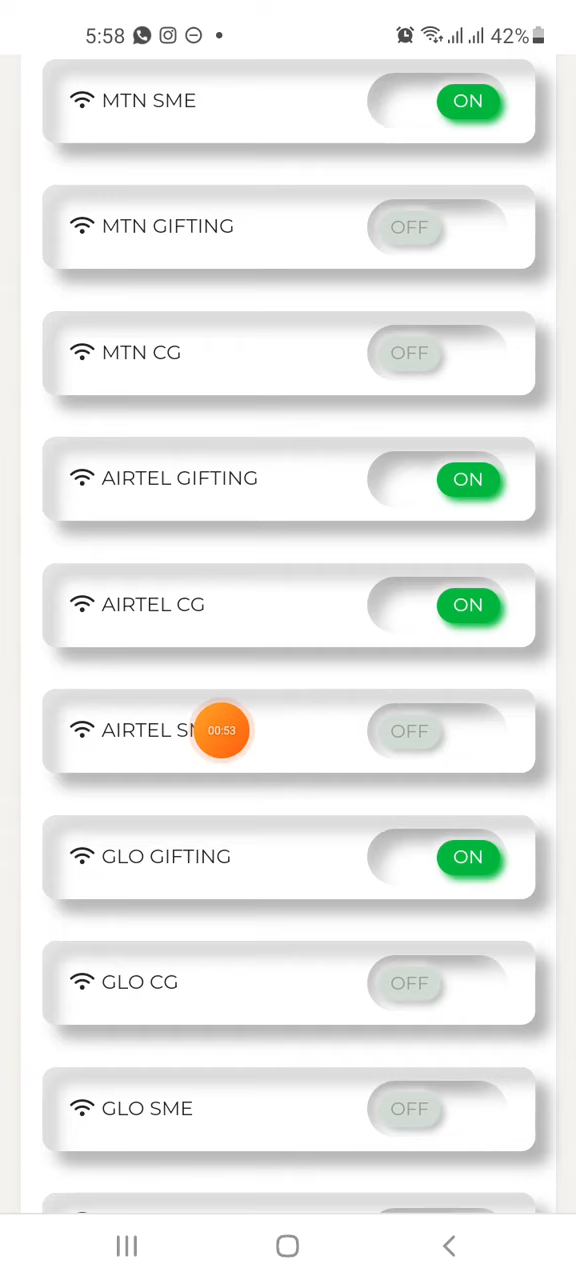 5:58 42%
MTN SME ON
MTN GIFTING OFF
MTN CG OFF
AIRTEL GIFTING ON
AIRTEL CG ON
AIRTEL 00:53 OFF
GLO GIFTING ON
GLO CG OFF
GLO SME OFF